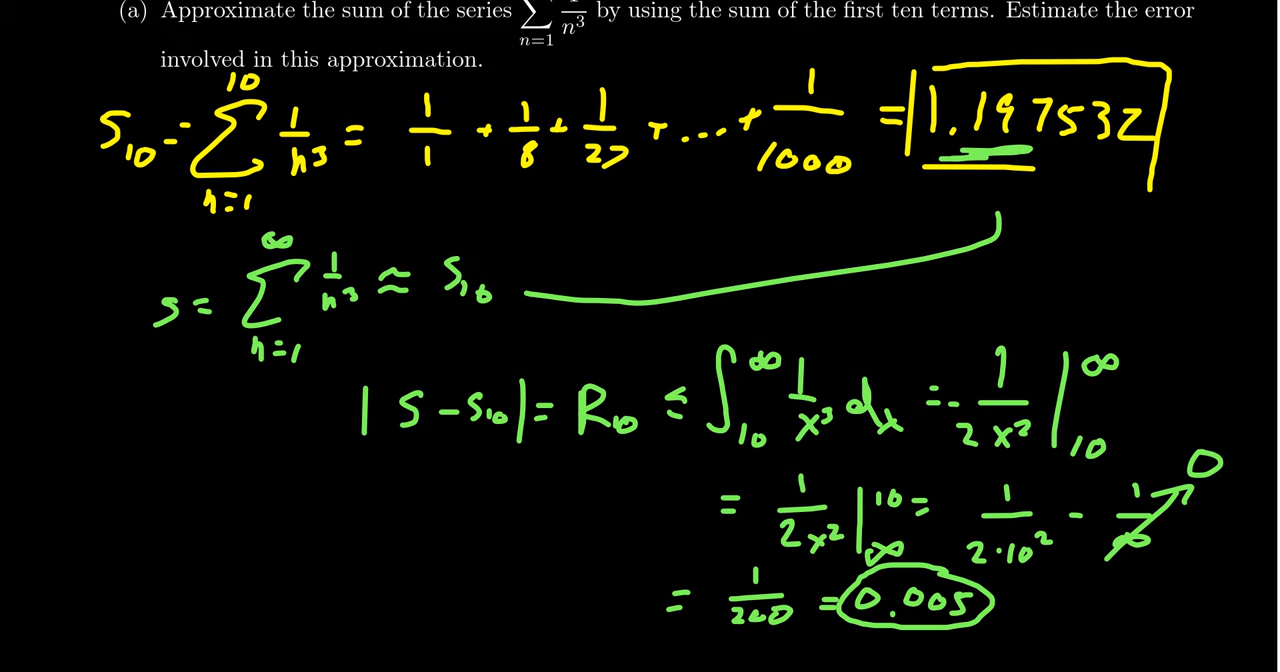 (a) Approximate the sum of the series ∑_{n=1} 1/n³ by using the sum of the first ten terms. Estimate the error
involved in this approximation.
S₁₀ = ∑_{n=1}^{10} 1/n³ = 1/1 + 1/8 + 1/27 + ... + 1/1000 = 1.197532
s = ∑_{n=1}^{∞} 1/n³ ≈ S₁₀
| S - S₁₀ | = R₁₀ ≤ ∫_{10}^{∞} 1/x³ dx = - 1/(2x²) |_{10}^{∞}
= 1/(2x²) |_{∞}^{10} = 1/(2·10²) - 1/∞ 0
= 1/200 = 0.005